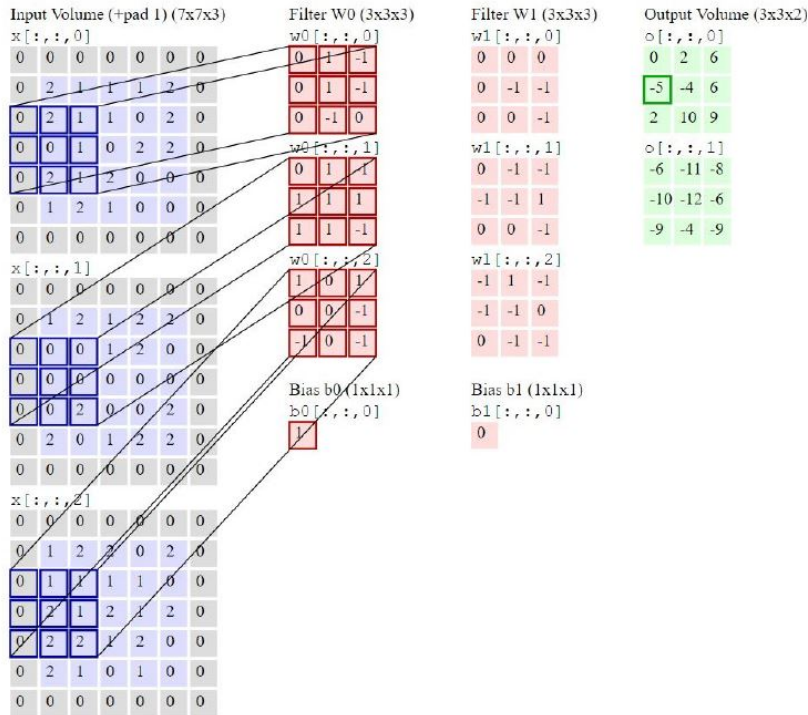 Input Volume (+pad 1) (7x7x3)
x[:,:,0]
0 0 0 0 0 0 0
0 2 1 1 1 2 0
0 2 1 1 0 2 0
0 0 1 0 2 2 0
0 2 1 2 0 0 0
0 1 2 1 0 0 0
0 0 0 0 0 0 0
x[:,:,1]
0 0 0 0 0 0 0
0 1 2 1 2 2 0
0 0 0 1 2 0 0
0 0 0 0 0 0 0
0 0 2 0 0 2 0
0 2 0 1 2 2 0
0 0 0 0 0 0 0
x[:,:,2]
0 0 0 0 0 0 0
0 1 2 2 0 2 0
0 1 1 1 1 0 0
0 2 1 2 1 2 0
0 2 2 1 2 0 0
0 2 1 0 1 0 0
0 0 0 0 0 0 0
Filter W0 (3x3x3)
w0[:,:,0]
0 1 -1
0 1 -1
0 -1 0
w0[:,:,1]
0 1 -1
1 1 1
1 1 -1
w0[:,:,2]
1 0 1
0 0 -1
-1 0 -1
Bias b0 (1x1x1)
b0[:,:,0]
1
Filter W1 (3x3x3)
w1[:,:,0]
0 0 0
0 -1 -1
0 0 -1
w1[:,:,1]
0 -1 -1
-1 -1 1
0 0 -1
w1[:,:,2]
-1 1 -1
-1 -1 0
0 -1 -1
Bias b1 (1x1x1)
b1[:,:,0]
0
Output Volume (3x3x2)
o[:,:,0]
0 2 6
-5 -4 6
2 10 9
o[:,:,1]
-6 -11 -8
-10 -12 -6
-9 -4 -9